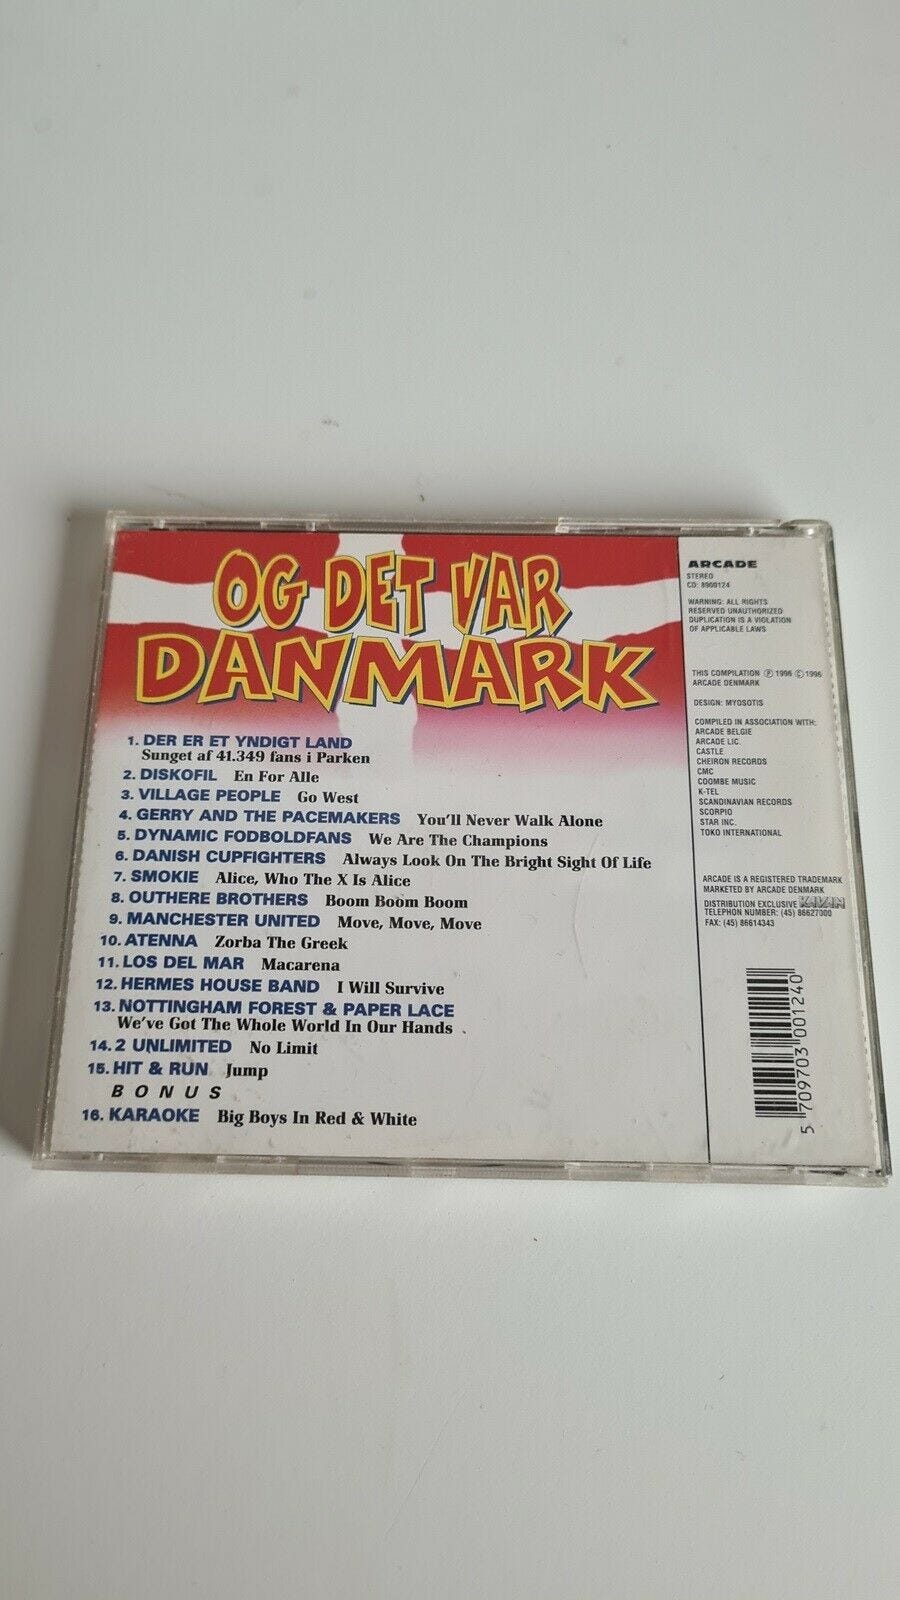 OG DET VAR
DANMARK
1. DER ER ET YNDIGT LAND
Sunget af 41.349 fans i Parken
2. DISKOFIL En For Alle
3. VILLAGE PEOPLE Go West
4. GERRY AND THE PACEMAKERS You'll Never Walk Alone
5. DYNAMIC FODBOLDFANS We Are The Champions
6. DANISH CUPFIGHTERS Always Look On The Bright Sight Of Life
7. SMOKIE Alice, Who The X Is Alice
8. OUTHERE BROTHERS Boom Boom Boom
9. MANCHESTER UNITED Move, Move, Move
10. ATENNA Zorba The Greek
11. LOS DEL MAR Macarena
12. HERMES HOUSE BAND I Will Survive
13. NOTTINGHAM FOREST & PAPER LACE
We've Got The Whole World In Our Hands
14. 2 UNLIMITED No Limit
15. HIT & RUN Jump
BONUS
16. KARAOKE Big Boys In Red & White
ARCADE
STEREO
CD: 8900124
WARNING: ALL RIGHTS
RESERVED UNAUTHORIZED
DUPLICATION IS A VIOLATION
OF APPLICABLE LAWS
THIS COMPILATION ℗ 1996 © 1996
ARCADE DENMARK
DESIGN: MYOSOTIS
COMPILED IN ASSOCIATION WITH:
ARCADE BELGIE
ARCADE LIC.
CASTLE
CHEIRON RECORDS
CMC
COOMBE MUSIC
K-TEL
SCANDINAVIAN RECORDS
SCORPIO
STAR INC.
TOKO INTERNATIONAL
ARCADE IS A REGISTERED TRADEMARK
MARKETED BY ARCADE DENMARK
DISTRIBUTION EXCLUSIVE KAVAN
TELEPHON NUMBER: (45) 86627000
FAX: (45) 86614343
5 709703 001240